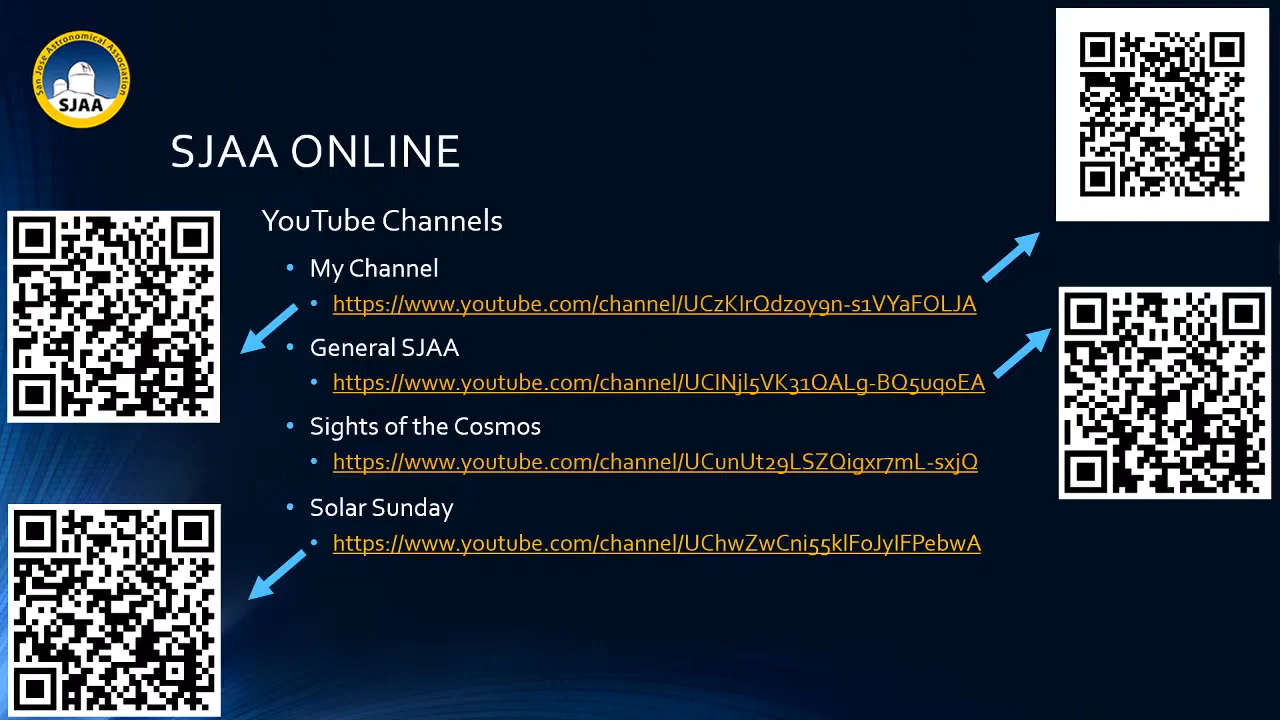 San Jose Astronomical Association
SJAA
SJAA ONLINE
YouTube Channels
• My Channel
• https://www.youtube.com/channel/UCzKIrQdzoy9n-s1VYaFOLJA
• General SJAA
• https://www.youtube.com/channel/UCINjl5VK31QALg-BQ5uq0EA
• Sights of the Cosmos
• https://www.youtube.com/channel/UCunUt29LSZQigxr7mL-sxjQ
• Solar Sunday
• https://www.youtube.com/channel/UChwZwCni55klFoJyIFPebwA